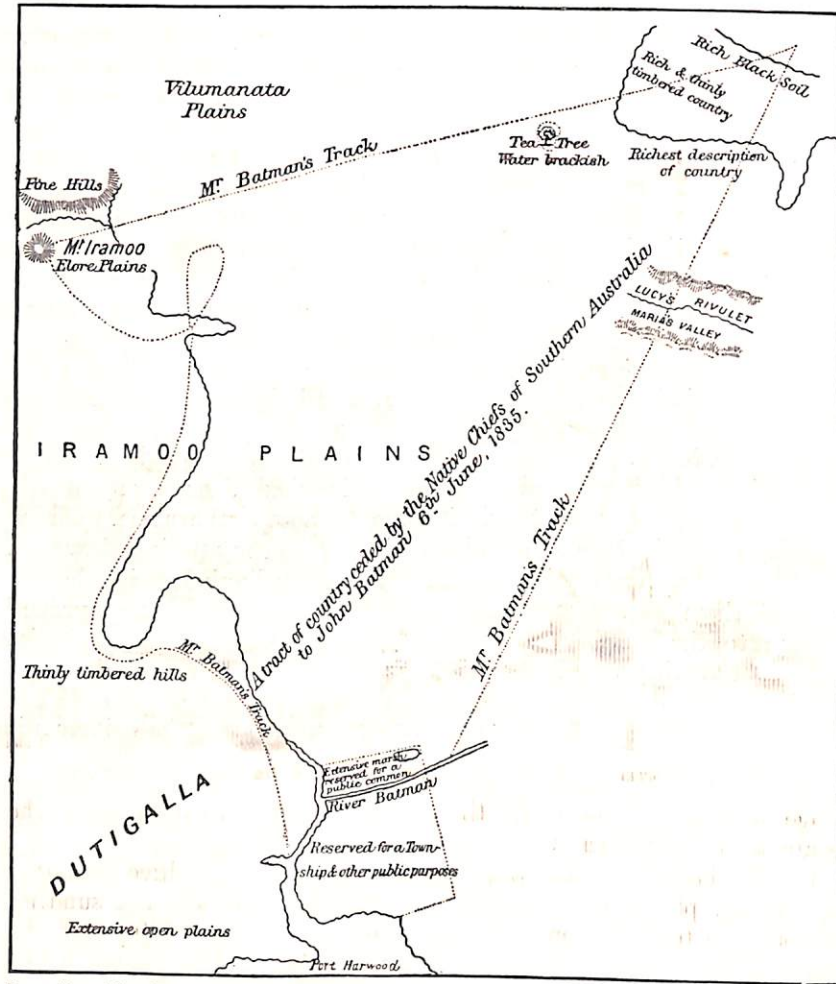 Vilumanata
Plains
Rich Black Soil
Rich & thinly
timbered country
Mr Batman's Track
Tea Tree
Water brackish
Richest description
of country
Fine Hills
Mt Iramoo
Elore Plains
LUCY'S RIVULET
MARIA'S VALLEY
A tract of country ceded by the Native Chiefs of Southern Australia
to John Batman 6th June, 1835.
IRAMOO PLAINS
Mr Batman's Track
Thinly timbered hills
Mr Batman's Track
Extensive marsh
reserved for a
public common
River Batman
DUTIGALLA
Reserved for a Town-
ship & other public purposes
Extensive open plains
Port Harwood